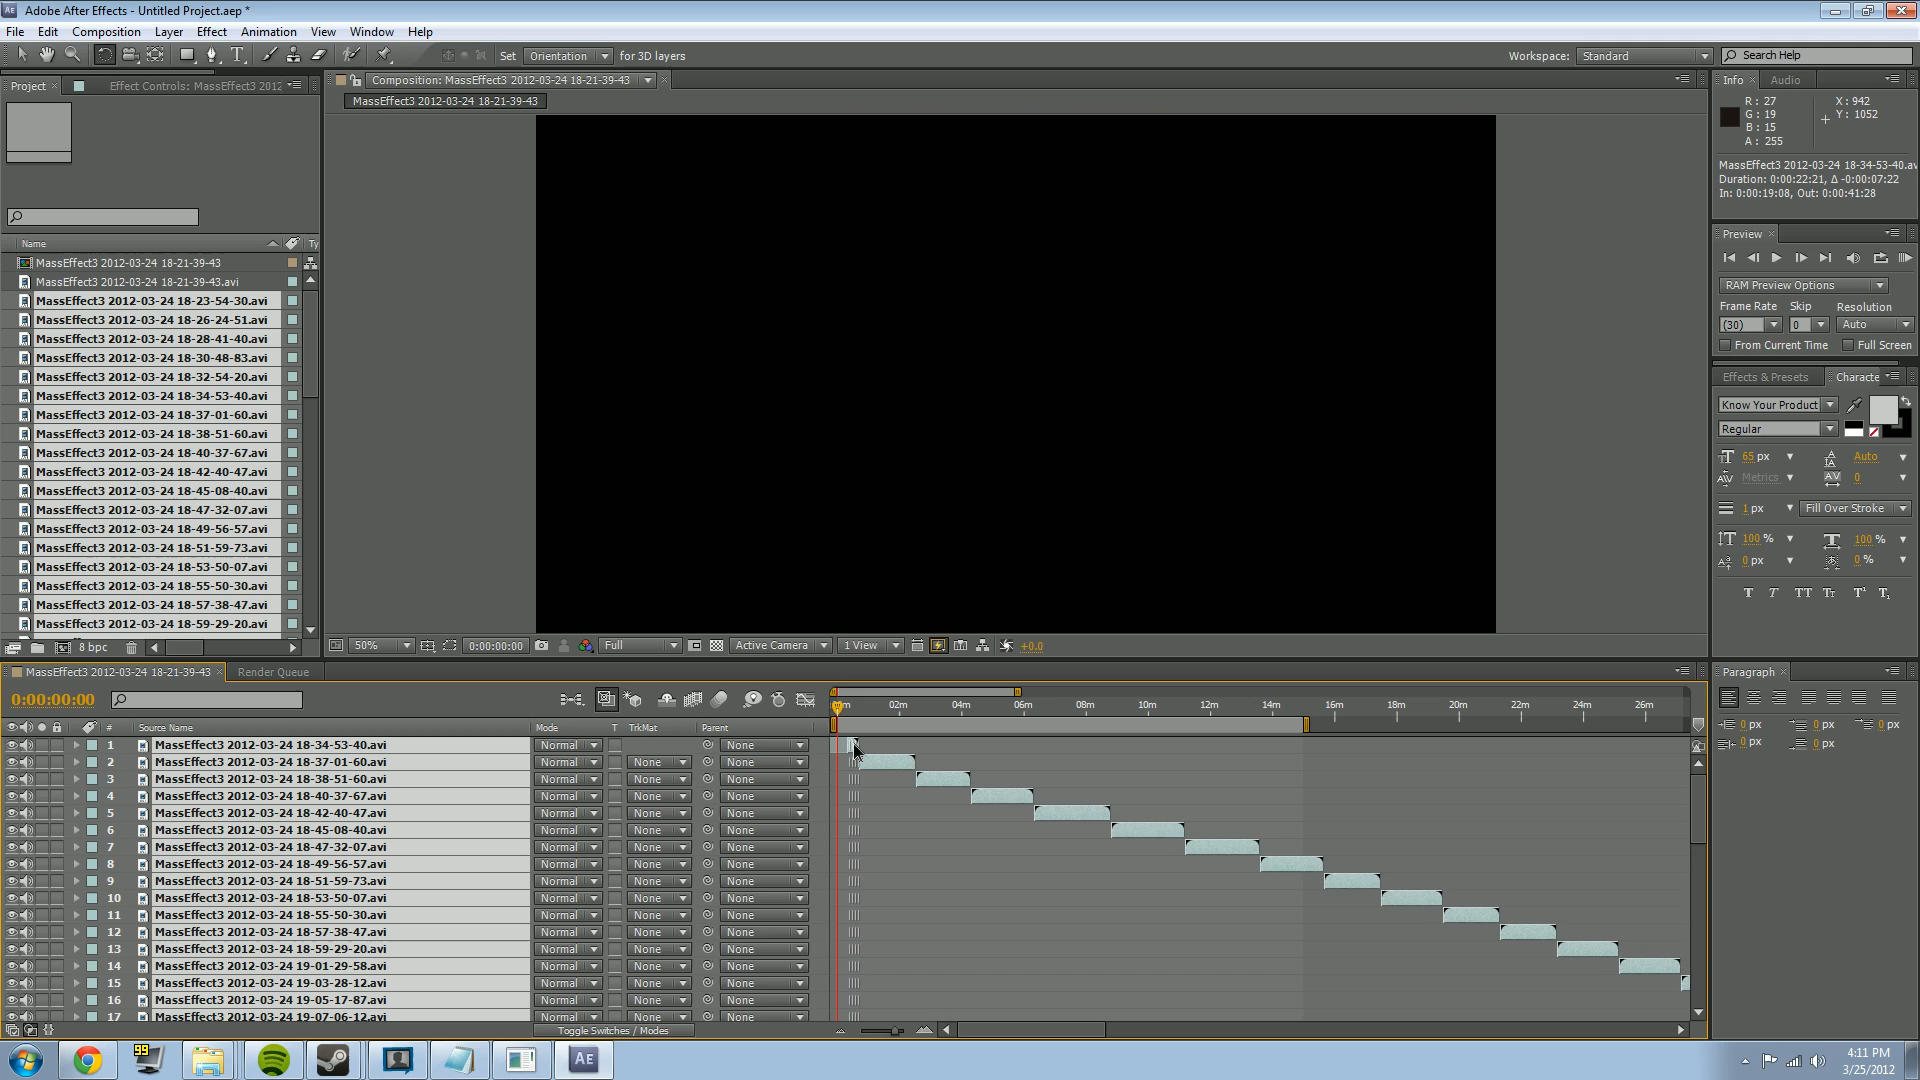 Adobe After Effects - Untitled Project.aep *
File Edit Composition Layer Effect Animation View Window Help
Set Orientation for 3D layers
Workspace: Standard
Search Help
Project
Effect Controls: MassEffect3 2012
Name
Ty
MassEffect3 2012-03-24 18-21-39-43
MassEffect3 2012-03-24 18-21-39-43.avi
MassEffect3 2012-03-24 18-23-54-30.avi
MassEffect3 2012-03-24 18-26-24-51.avi
MassEffect3 2012-03-24 18-28-41-40.avi
MassEffect3 2012-03-24 18-30-48-83.avi
MassEffect3 2012-03-24 18-32-54-20.avi
MassEffect3 2012-03-24 18-34-53-40.avi
MassEffect3 2012-03-24 18-37-01-60.avi
MassEffect3 2012-03-24 18-38-51-60.avi
MassEffect3 2012-03-24 18-40-37-67.avi
MassEffect3 2012-03-24 18-42-40-47.avi
MassEffect3 2012-03-24 18-45-08-40.avi
MassEffect3 2012-03-24 18-47-32-07.avi
MassEffect3 2012-03-24 18-49-56-57.avi
MassEffect3 2012-03-24 18-51-59-73.avi
MassEffect3 2012-03-24 18-53-50-07.avi
MassEffect3 2012-03-24 18-55-50-30.avi
MassEffect3 2012-03-24 18-57-38-47.avi
MassEffect3 2012-03-24 18-59-29-20.avi
8 bpc
Composition: MassEffect3 2012-03-24 18-21-39-43
MassEffect3 2012-03-24 18-21-39-43
50% 0:00:00:00 Full Active Camera 1 View +0.0
Info Audio
R: 27 X: 942
G: 19 Y: 1052
B: 15
A: 255
MassEffect3 2012-03-24 18-34-53-40.av
Duration: 0:00:22:21, Δ -0:00:07:22
In: 0:00:19:08, Out: 0:00:41:28
Preview
RAM Preview Options
Frame Rate Skip Resolution
(30) 0 Auto
From Current Time Full Screen
Effects & Presets Characte
Know Your Product
Regular
65 px Auto
Metrics 0
1 px Fill Over Stroke
100 % 100 %
0 px 0 %
T T TT Tt T¹ T₁
Paragraph
0 px 0 px 0 px
0 px 0 px
MassEffect3 2012-03-24 18-21-39-43 Render Queue
0:00:00:00
02m 04m 06m 08m 10m 12m 14m 16m 18m 20m 22m 24m 26m
# Source Name Mode T TrkMat Parent
1 MassEffect3 2012-03-24 18-34-53-40.avi Normal None
2 MassEffect3 2012-03-24 18-37-01-60.avi Normal None None
3 MassEffect3 2012-03-24 18-38-51-60.avi Normal None None
4 MassEffect3 2012-03-24 18-40-37-67.avi Normal None None
5 MassEffect3 2012-03-24 18-42-40-47.avi Normal None None
6 MassEffect3 2012-03-24 18-45-08-40.avi Normal None None
7 MassEffect3 2012-03-24 18-47-32-07.avi Normal None None
8 MassEffect3 2012-03-24 18-49-56-57.avi Normal None None
9 MassEffect3 2012-03-24 18-51-59-73.avi Normal None None
10 MassEffect3 2012-03-24 18-53-50-07.avi Normal None None
11 MassEffect3 2012-03-24 18-55-50-30.avi Normal None None
12 MassEffect3 2012-03-24 18-57-38-47.avi Normal None None
13 MassEffect3 2012-03-24 18-59-29-20.avi Normal None None
14 MassEffect3 2012-03-24 19-01-29-58.avi Normal None None
15 MassEffect3 2012-03-24 19-03-28-12.avi Normal None None
16 MassEffect3 2012-03-24 19-05-17-87.avi Normal None None
17 MassEffect3 2012-03-24 19-07-06-12.avi Normal None None
Toggle Switches / Modes
99
Ae
4:11 PM
3/25/2012